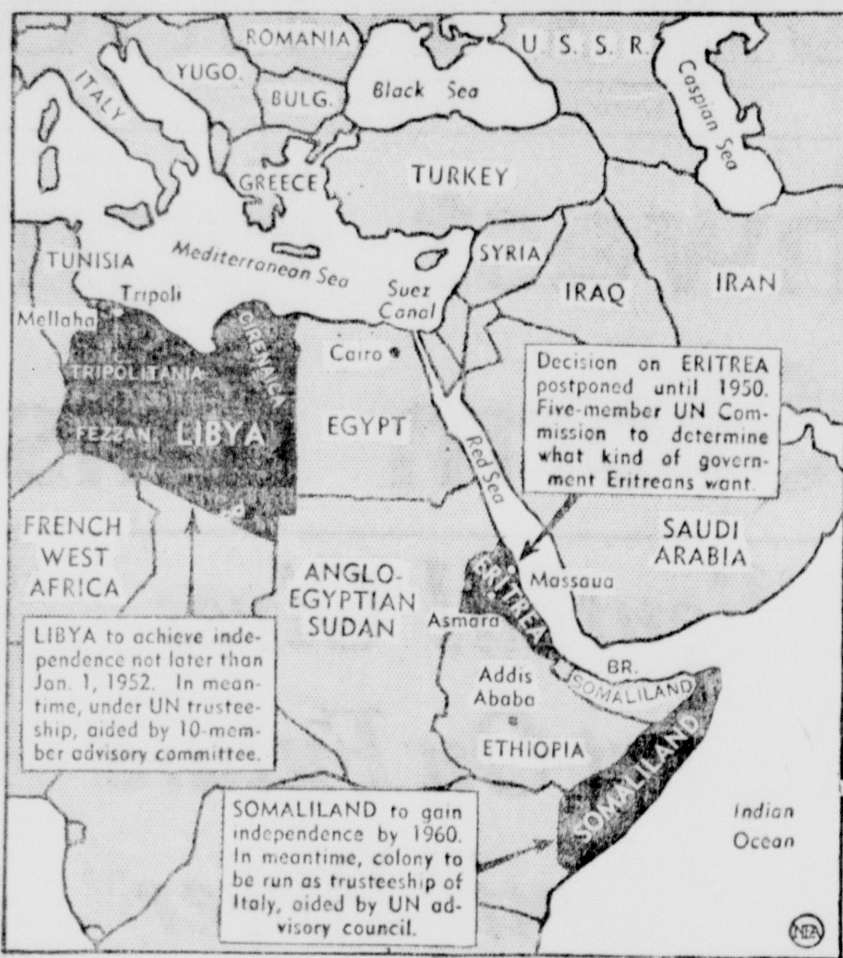 ROMANIA
U. S. S. R.
ITALY
YUGO.
BULG.
Black Sea
Caspian Sea
GREECE
TURKEY
TUNISIA
Mediterranean Sea
SYRIA
Tripoli
Suez
Canal
IRAQ
IRAN
Mellaha
CIRENAICA
Cairo
TRIPOLITANIA
FEZZAN
LIBYA
EGYPT
Decision on ERITREA
postponed until 1950.
Five-member UN Com-
mission to determine
what kind of govern-
ment Eritreans want.
Red Sea
FRENCH
WEST
AFRICA
SAUDI
ARABIA
ANGLO-
EGYPTIAN
SUDAN
ERITREA
Massaua
Asmara
LIBYA to achieve inde-
pendence not later than
Jan. 1, 1952. In mean-
time, under UN trustee-
ship, aided by 10-mem-
ber advisory committee.
Addis
Ababa
BR.
SOMALILAND
ETHIOPIA
SOMALILAND
SOMALILAND to gain
independence by 1960.
In meantime, colony to
be run as trusteeship of
Italy, aided by UN ad-
visory council.
Indian
Ocean
NEA